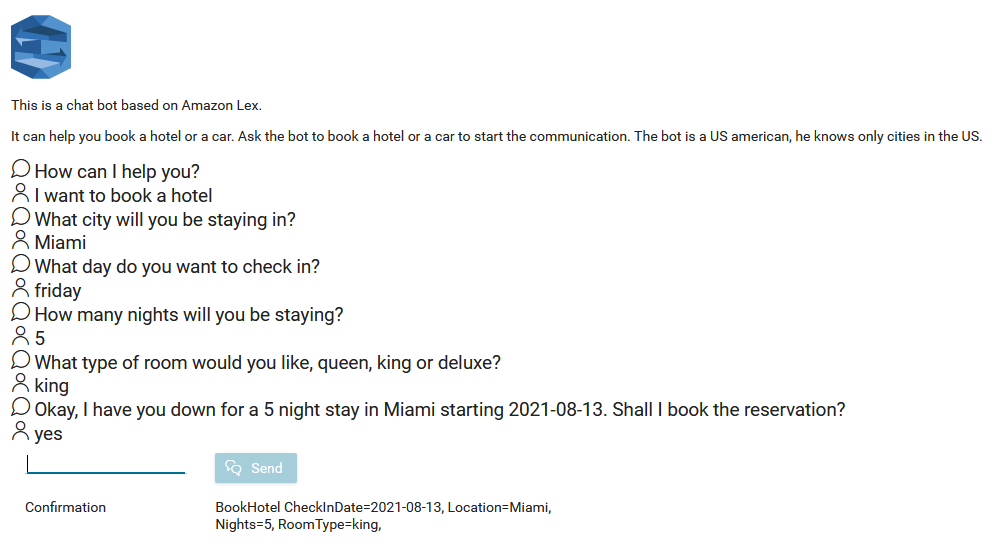 This is a chat bot based on Amazon Lex.
It can help you book a hotel or a car. Ask the bot to book a hotel or a car to start the communication. The bot is a US american, he knows only cities in the US.
How can I help you?
I want to book a hotel
What city will you be staying in?
Miami
What day do you want to check in?
friday
How many nights will you be staying?
5
What type of room would you like, queen, king or deluxe?
king
Okay, I have you down for a 5 night stay in Miami starting 2021-08-13. Shall I book the reservation?
yes
Send
Confirmation
BookHotel CheckInDate=2021-08-13, Location=Miami,
Nights=5, RoomType=king,